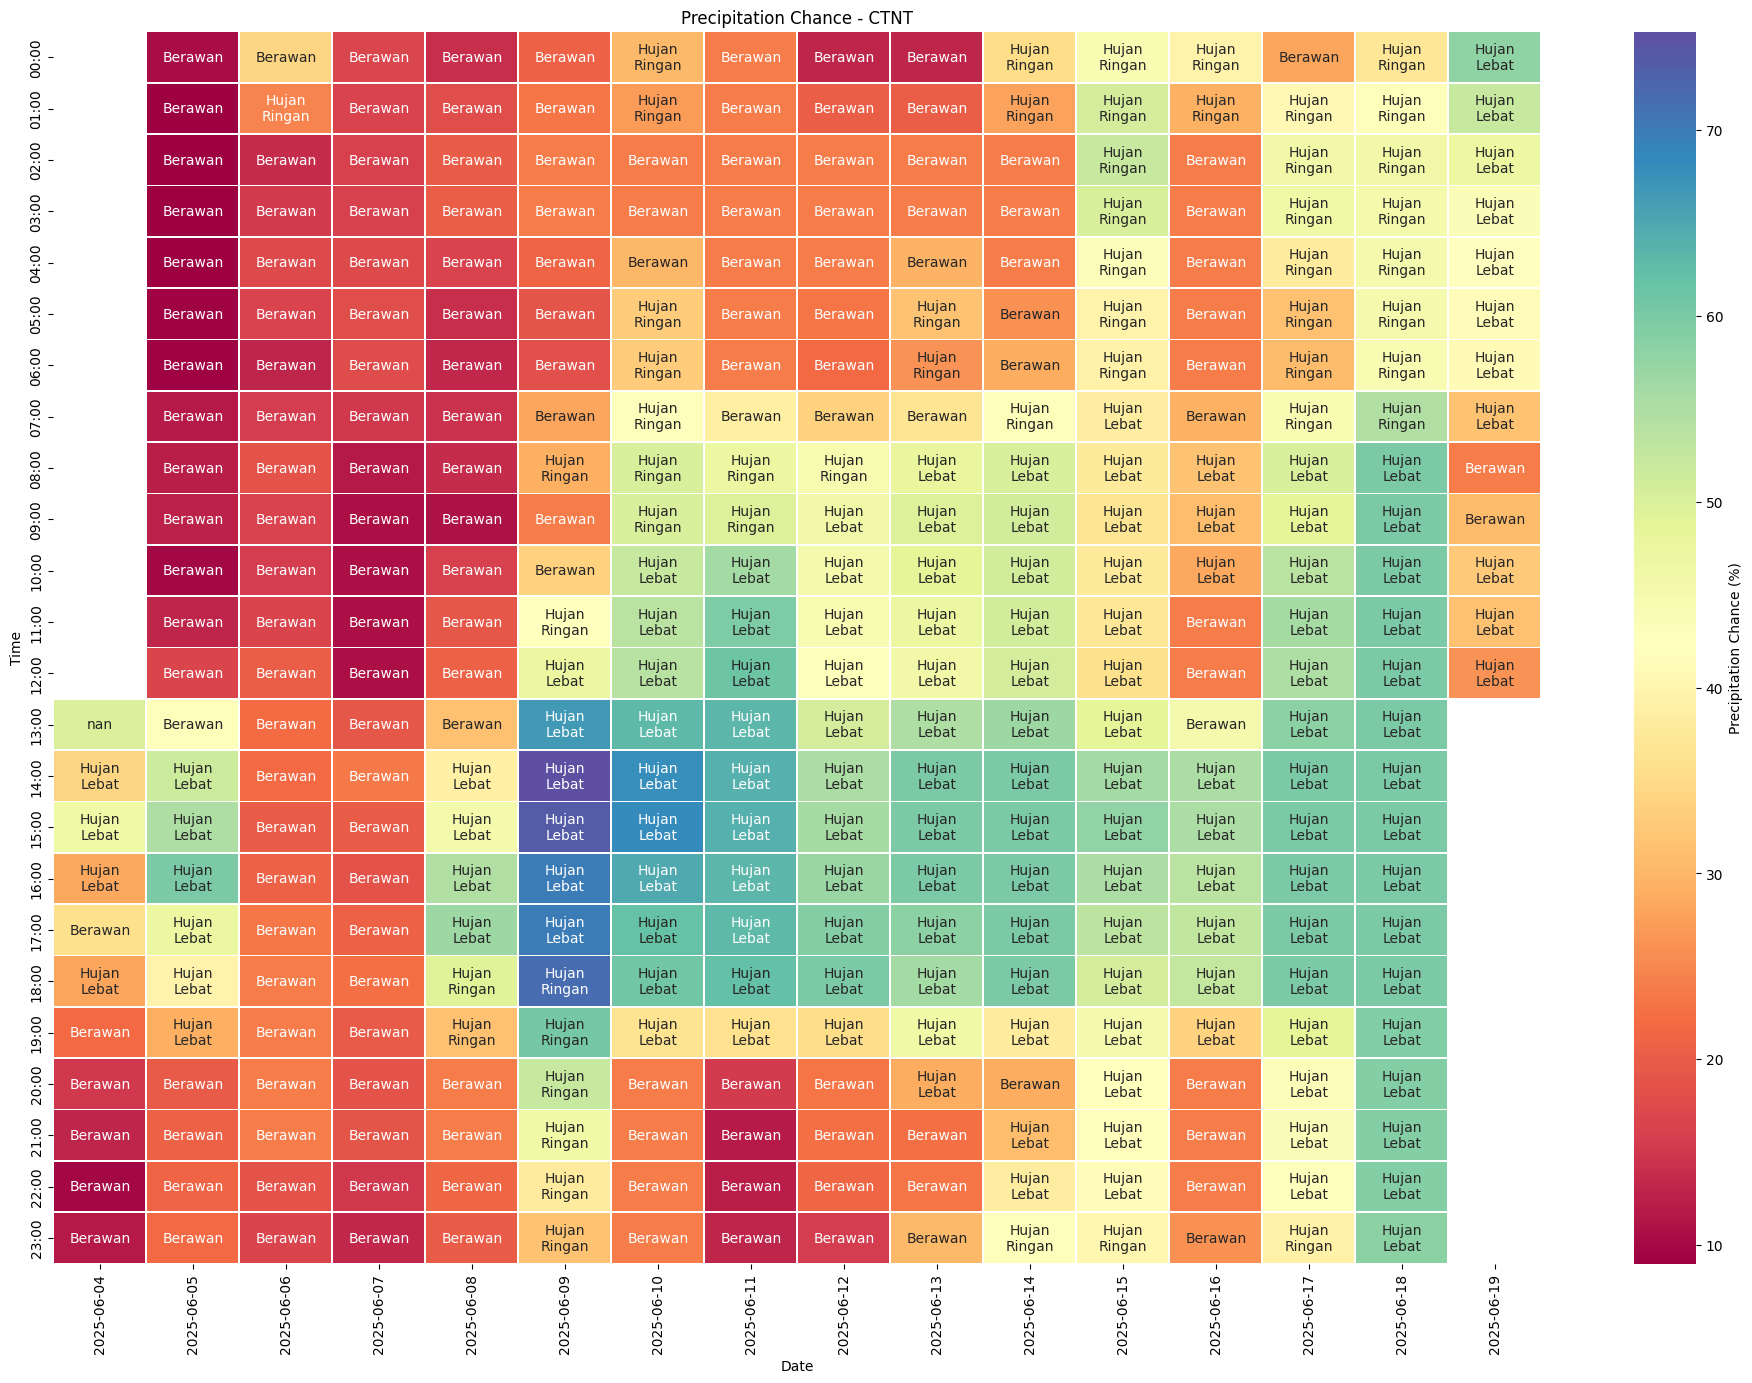 Precipitation Chance - CTNT
Time
00:00 Berawan Berawan Berawan Berawan Berawan Hujan Ringan Berawan Berawan Berawan Hujan Ringan Hujan Ringan Hujan Ringan Berawan Hujan Ringan Hujan Lebat
01:00 Berawan Hujan Ringan Berawan Berawan Berawan Hujan Ringan Berawan Berawan Berawan Hujan Ringan Hujan Ringan Hujan Ringan Hujan Ringan Hujan Ringan Hujan Lebat
02:00 Berawan Berawan Berawan Berawan Berawan Berawan Berawan Berawan Berawan Berawan Hujan Ringan Berawan Hujan Ringan Hujan Ringan Hujan Lebat
03:00 Berawan Berawan Berawan Berawan Berawan Berawan Berawan Berawan Berawan Berawan Hujan Ringan Berawan Hujan Ringan Hujan Ringan Hujan Lebat
04:00 Berawan Berawan Berawan Berawan Berawan Berawan Berawan Berawan Berawan Berawan Hujan Ringan Berawan Hujan Ringan Hujan Ringan Hujan Lebat
05:00 Berawan Berawan Berawan Berawan Berawan Hujan Ringan Berawan Berawan Hujan Ringan Berawan Hujan Ringan Berawan Hujan Ringan Hujan Ringan Hujan Lebat
06:00 Berawan Berawan Berawan Berawan Berawan Hujan Ringan Berawan Berawan Hujan Ringan Berawan Hujan Ringan Berawan Hujan Ringan Hujan Ringan Hujan Lebat
07:00 Berawan Berawan Berawan Berawan Berawan Hujan Ringan Berawan Berawan Berawan Hujan Ringan Hujan Lebat Berawan Hujan Ringan Hujan Ringan Hujan Lebat
08:00 Berawan Berawan Berawan Berawan Hujan Ringan Hujan Ringan Hujan Ringan Hujan Ringan Hujan Lebat Hujan Lebat Hujan Lebat Hujan Lebat Hujan Lebat Hujan Lebat Berawan
09:00 Berawan Berawan Berawan Berawan Berawan Hujan Ringan Hujan Ringan Hujan Lebat Hujan Lebat Hujan Lebat Hujan Lebat Hujan Lebat Hujan Lebat Hujan Lebat Berawan
10:00 Berawan Berawan Berawan Berawan Berawan Hujan Lebat Hujan Lebat Hujan Lebat Hujan Lebat Hujan Lebat Hujan Lebat Hujan Lebat Hujan Lebat Hujan Lebat Hujan Lebat
11:00 Berawan Berawan Berawan Berawan Hujan Ringan Hujan Lebat Hujan Lebat Hujan Lebat Hujan Lebat Hujan Lebat Hujan Lebat Berawan Hujan Lebat Hujan Lebat Hujan Lebat
12:00 Berawan Berawan Berawan Berawan Hujan Lebat Hujan Lebat Hujan Lebat Hujan Lebat Hujan Lebat Hujan Lebat Hujan Lebat Berawan Hujan Lebat Hujan Lebat Hujan Lebat
13:00 nan Berawan Berawan Berawan Berawan Hujan Lebat Hujan Lebat Hujan Lebat Hujan Lebat Hujan Lebat Hujan Lebat Hujan Lebat Berawan Hujan Lebat Hujan Lebat
14:00 Hujan Lebat Hujan Lebat Berawan Berawan Hujan Lebat Hujan Lebat Hujan Lebat Hujan Lebat Hujan Lebat Hujan Lebat Hujan Lebat Hujan Lebat Hujan Lebat Hujan Lebat Hujan Lebat
15:00 Hujan Lebat Hujan Lebat Berawan Berawan Hujan Lebat Hujan Lebat Hujan Lebat Hujan Lebat Hujan Lebat Hujan Lebat Hujan Lebat Hujan Lebat Hujan Lebat Hujan Lebat Hujan Lebat
16:00 Hujan Lebat Hujan Lebat Berawan Berawan Hujan Lebat Hujan Lebat Hujan Lebat Hujan Lebat Hujan Lebat Hujan Lebat Hujan Lebat Hujan Lebat Hujan Lebat Hujan Lebat Hujan Lebat
17:00 Berawan Hujan Lebat Berawan Berawan Hujan Lebat Hujan Lebat Hujan Lebat Hujan Lebat Hujan Lebat Hujan Lebat Hujan Lebat Hujan Lebat Hujan Lebat Hujan Lebat Hujan Lebat
18:00 Hujan Lebat Hujan Lebat Berawan Berawan Hujan Ringan Hujan Ringan Hujan Lebat Hujan Lebat Hujan Lebat Hujan Lebat Hujan Lebat Hujan Lebat Hujan Lebat Hujan Lebat Hujan Lebat
19:00 Berawan Hujan Lebat Berawan Berawan Hujan Ringan Hujan Ringan Hujan Lebat Hujan Lebat Hujan Lebat Hujan Lebat Hujan Lebat Hujan Lebat Hujan Lebat Hujan Lebat Hujan Lebat
20:00 Berawan Berawan Berawan Berawan Berawan Hujan Ringan Berawan Berawan Berawan Hujan Lebat Berawan Hujan Lebat Berawan Hujan Lebat Hujan Lebat
21:00 Berawan Berawan Berawan Berawan Berawan Hujan Ringan Berawan Berawan Berawan Berawan Hujan Lebat Hujan Lebat Berawan Hujan Lebat Hujan Lebat
22:00 Berawan Berawan Berawan Berawan Berawan Hujan Ringan Berawan Berawan Berawan Berawan Hujan Lebat Hujan Lebat Berawan Hujan Lebat Hujan Lebat
23:00 Berawan Berawan Berawan Berawan Berawan Hujan Ringan Berawan Berawan Berawan Berawan Hujan Ringan Hujan Ringan Berawan Hujan Ringan Hujan Lebat
2025-06-04 2025-06-05 2025-06-06 2025-06-07 2025-06-08 2025-06-09 2025-06-10 2025-06-11 2025-06-12 2025-06-13 2025-06-14 2025-06-15 2025-06-16 2025-06-17 2025-06-18 2025-06-19
Date
70
60
50
40
30
20
10
Precipitation Chance (%)